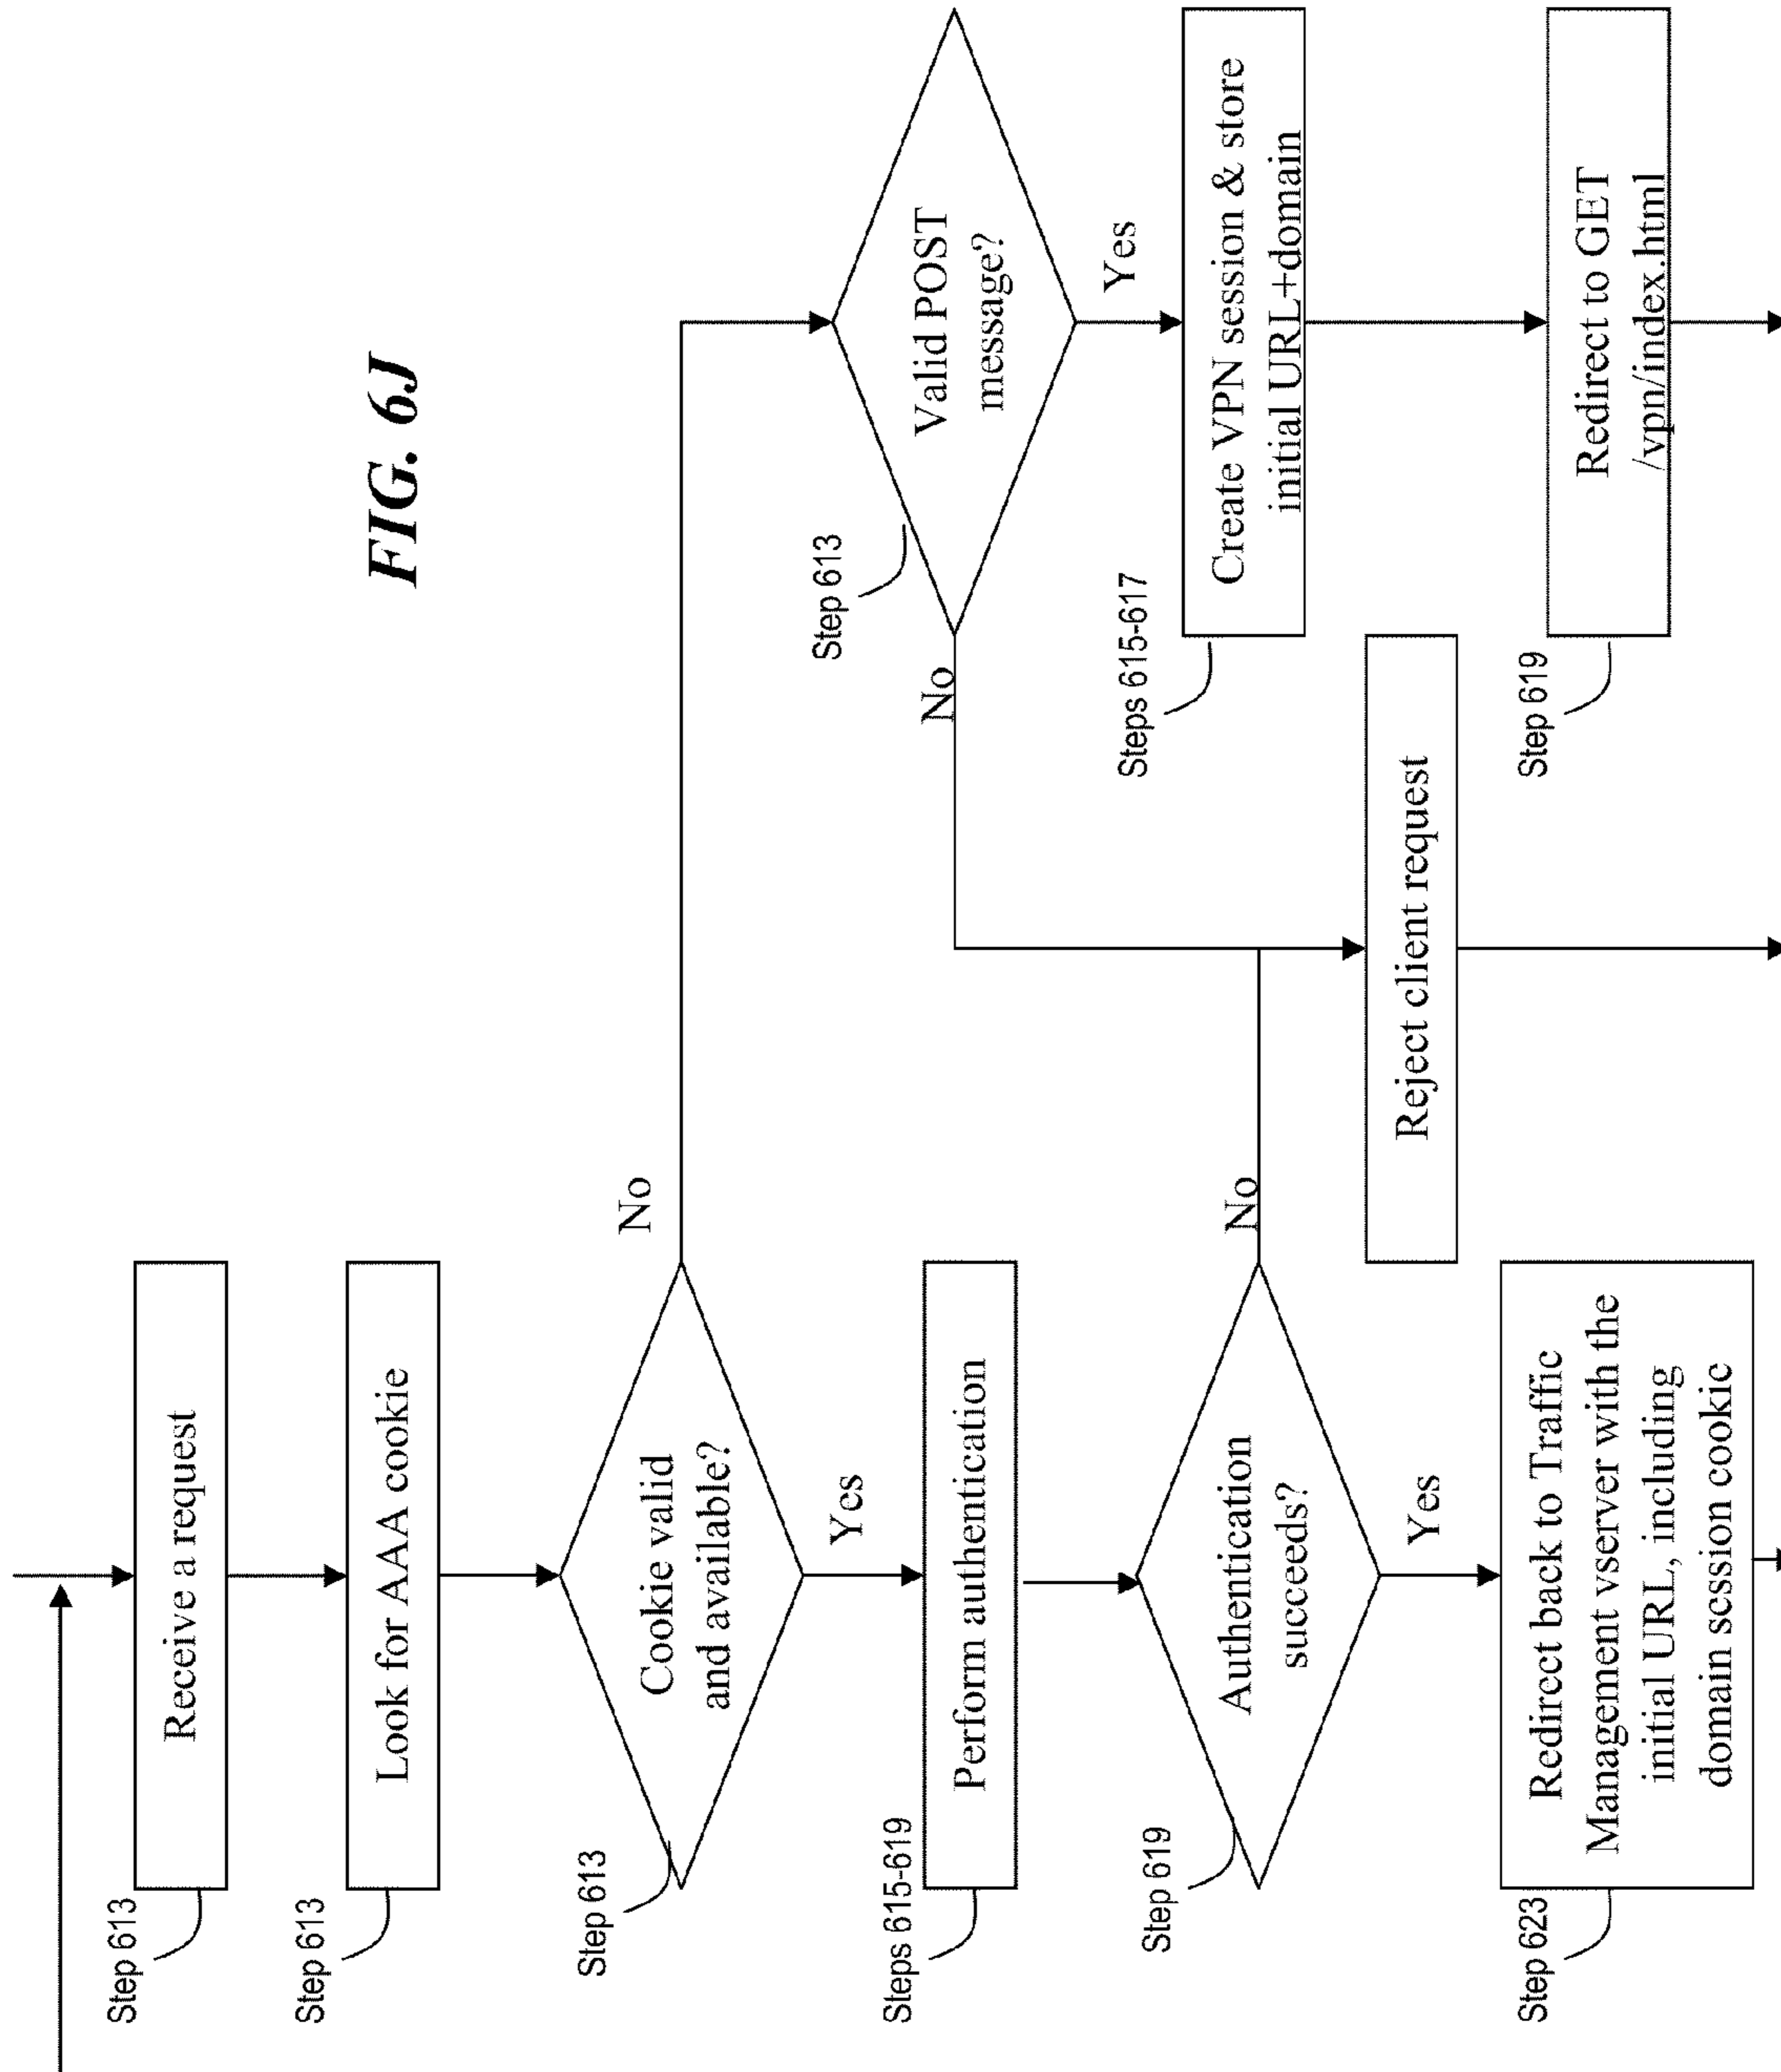 FIG. 6J
Step 613
Receive a request
Step 613
Look for AAA cookie
Step 613
Cookie valid
and available?
No
Yes
Step 613
Valid POST
message?
No
Yes
Steps 615-619
Perform authentication
Steps 615-617
Create VPN session & store
initial URL+domain
Step 619
Authentication
succeeds?
No
Yes
Reject client request
Step 623
Redirect back to Traffic
Management vserver with the
initial URL, including
domain session cookie
Step 619
Redirect to GET
/vpn/index.html